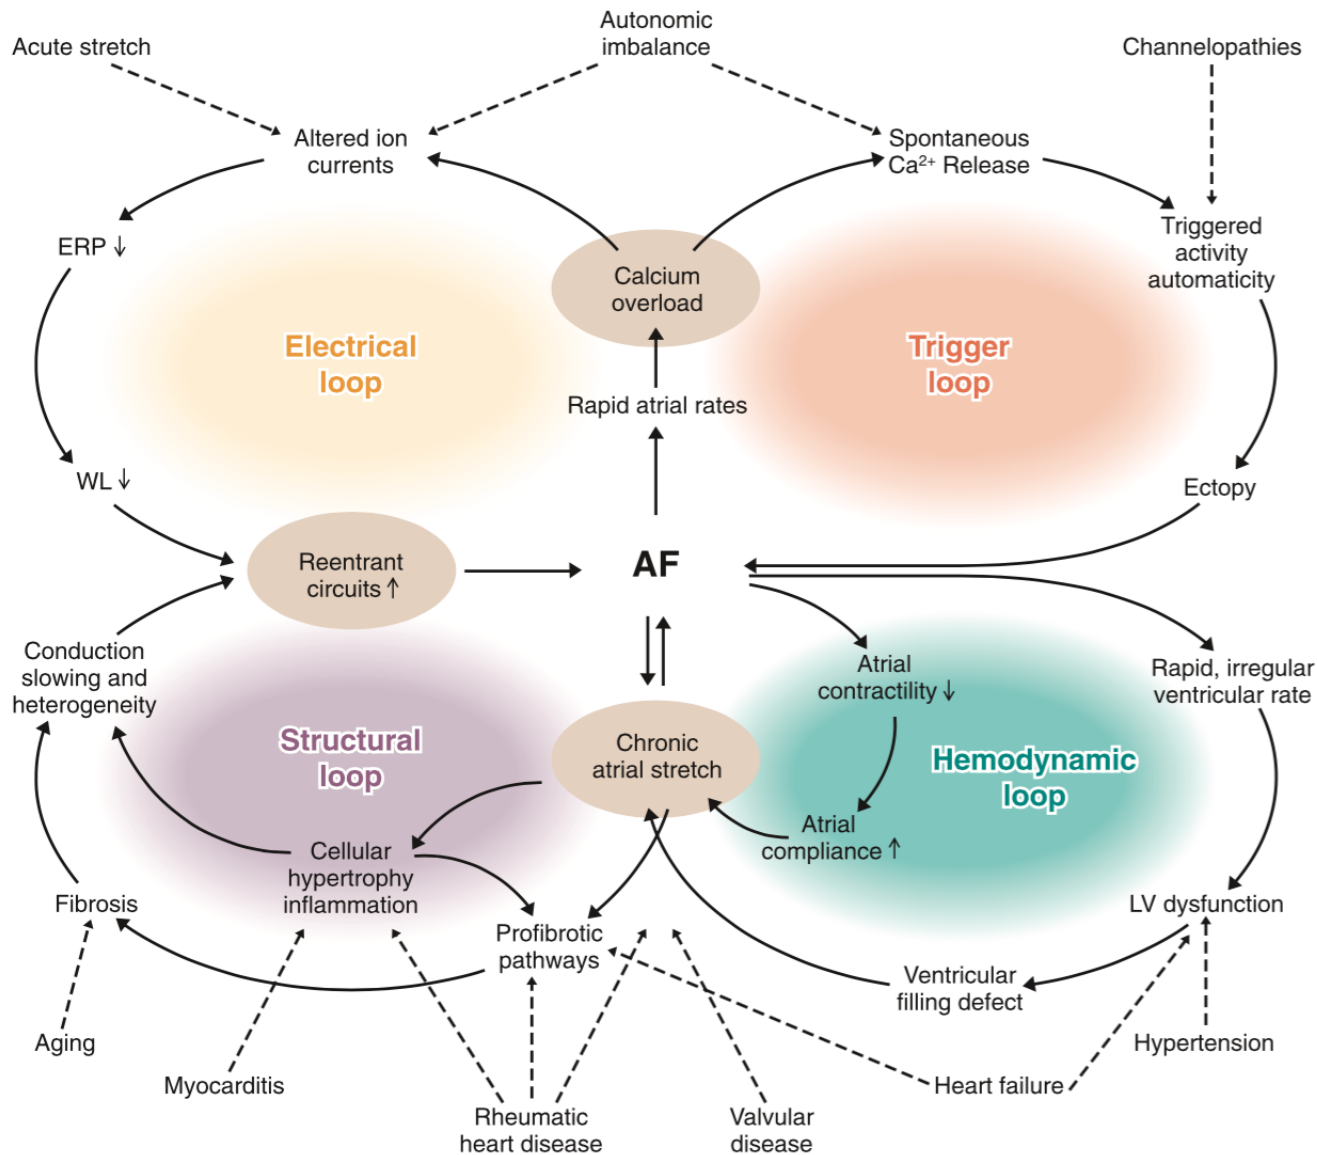 Autonomic
imbalance
Acute stretch
Channelopathies
Altered ion
currents
Spontaneous
Ca²⁺ Release
ERP ↓
Triggered
activity
automaticity
Calcium
overload
Electrical
loop
Trigger
loop
Rapid atrial rates
WL ↓
Ectopy
Reentrant
circuits ↑
AF
Conduction
slowing and
heterogeneity
Atrial
contractility ↓
Rapid, irregular
ventricular rate
Structural
loop
Chronic
atrial stretch
Hemodynamic
loop
Atrial
compliance ↑
Cellular
hypertrophy
inflammation
Fibrosis
LV dysfunction
Profibrotic
pathways
Ventricular
filling defect
Aging
Hypertension
Myocarditis
Heart failure
Rheumatic
heart disease
Valvular
disease